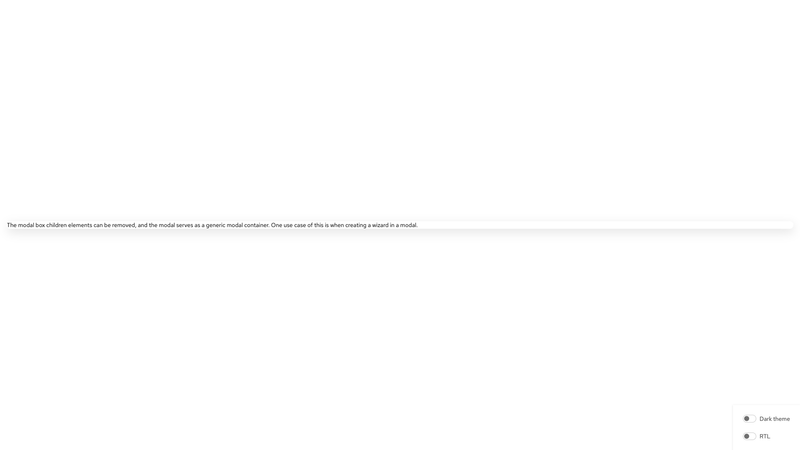 The modal box children elements can be removed, and the modal serves as a generic modal container. One use case of this is when creating a wizard in a modal.
Dark theme
RTL